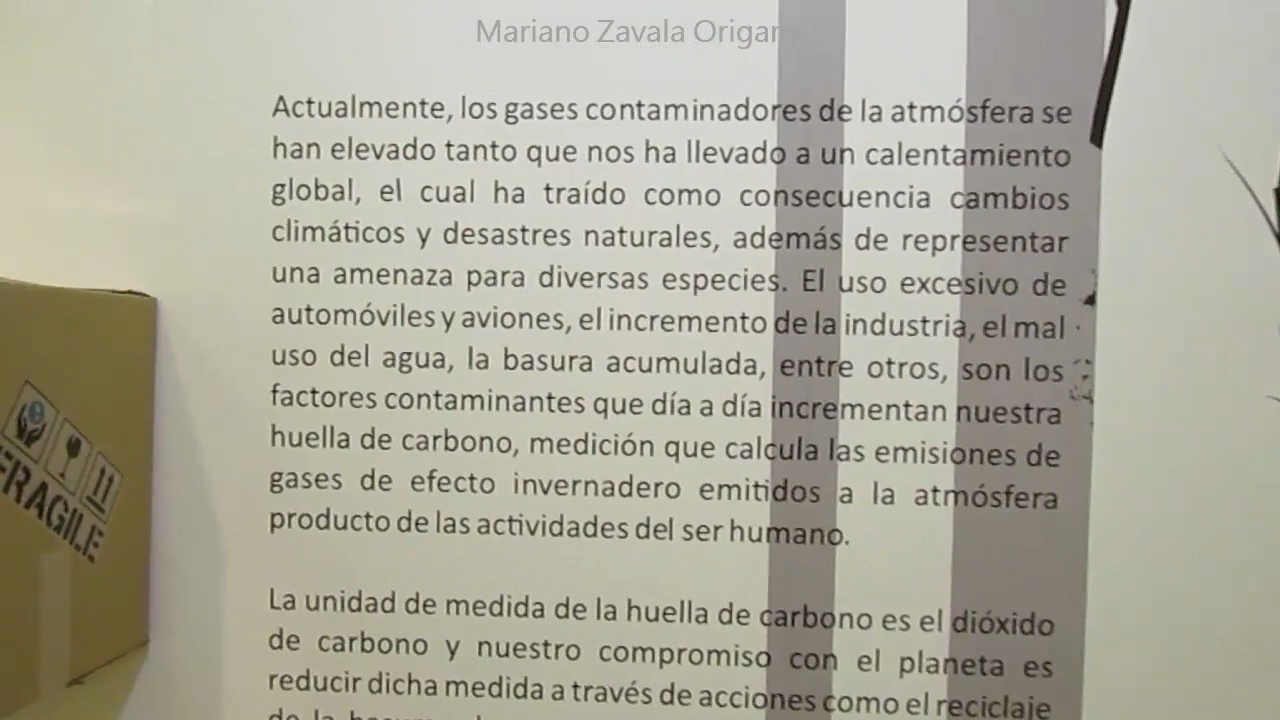 Mariano Zavala Origam
Actualmente, los gases contaminadores de la atmósfera se
han elevado tanto que nos ha llevado a un calentamiento
global, el cual ha traído como consecuencia cambios
climáticos y desastres naturales, además de representar
una amenaza para diversas especies. El uso excesivo de
automóviles y aviones, el incremento de la industria, el mal
uso del agua, la basura acumulada, entre otros, son los
factores contaminantes que día a día incrementan nuestra
huella de carbono, medición que calcula las emisiones de
gases de efecto invernadero emitidos a la atmósfera
producto de las actividades del ser humano.
La unidad de medida de la huella de carbono es el dióxido
de carbono y nuestro compromiso con el planeta es
reducir dicha medida a través de acciones como el reciclaje
de la
FRAGILE